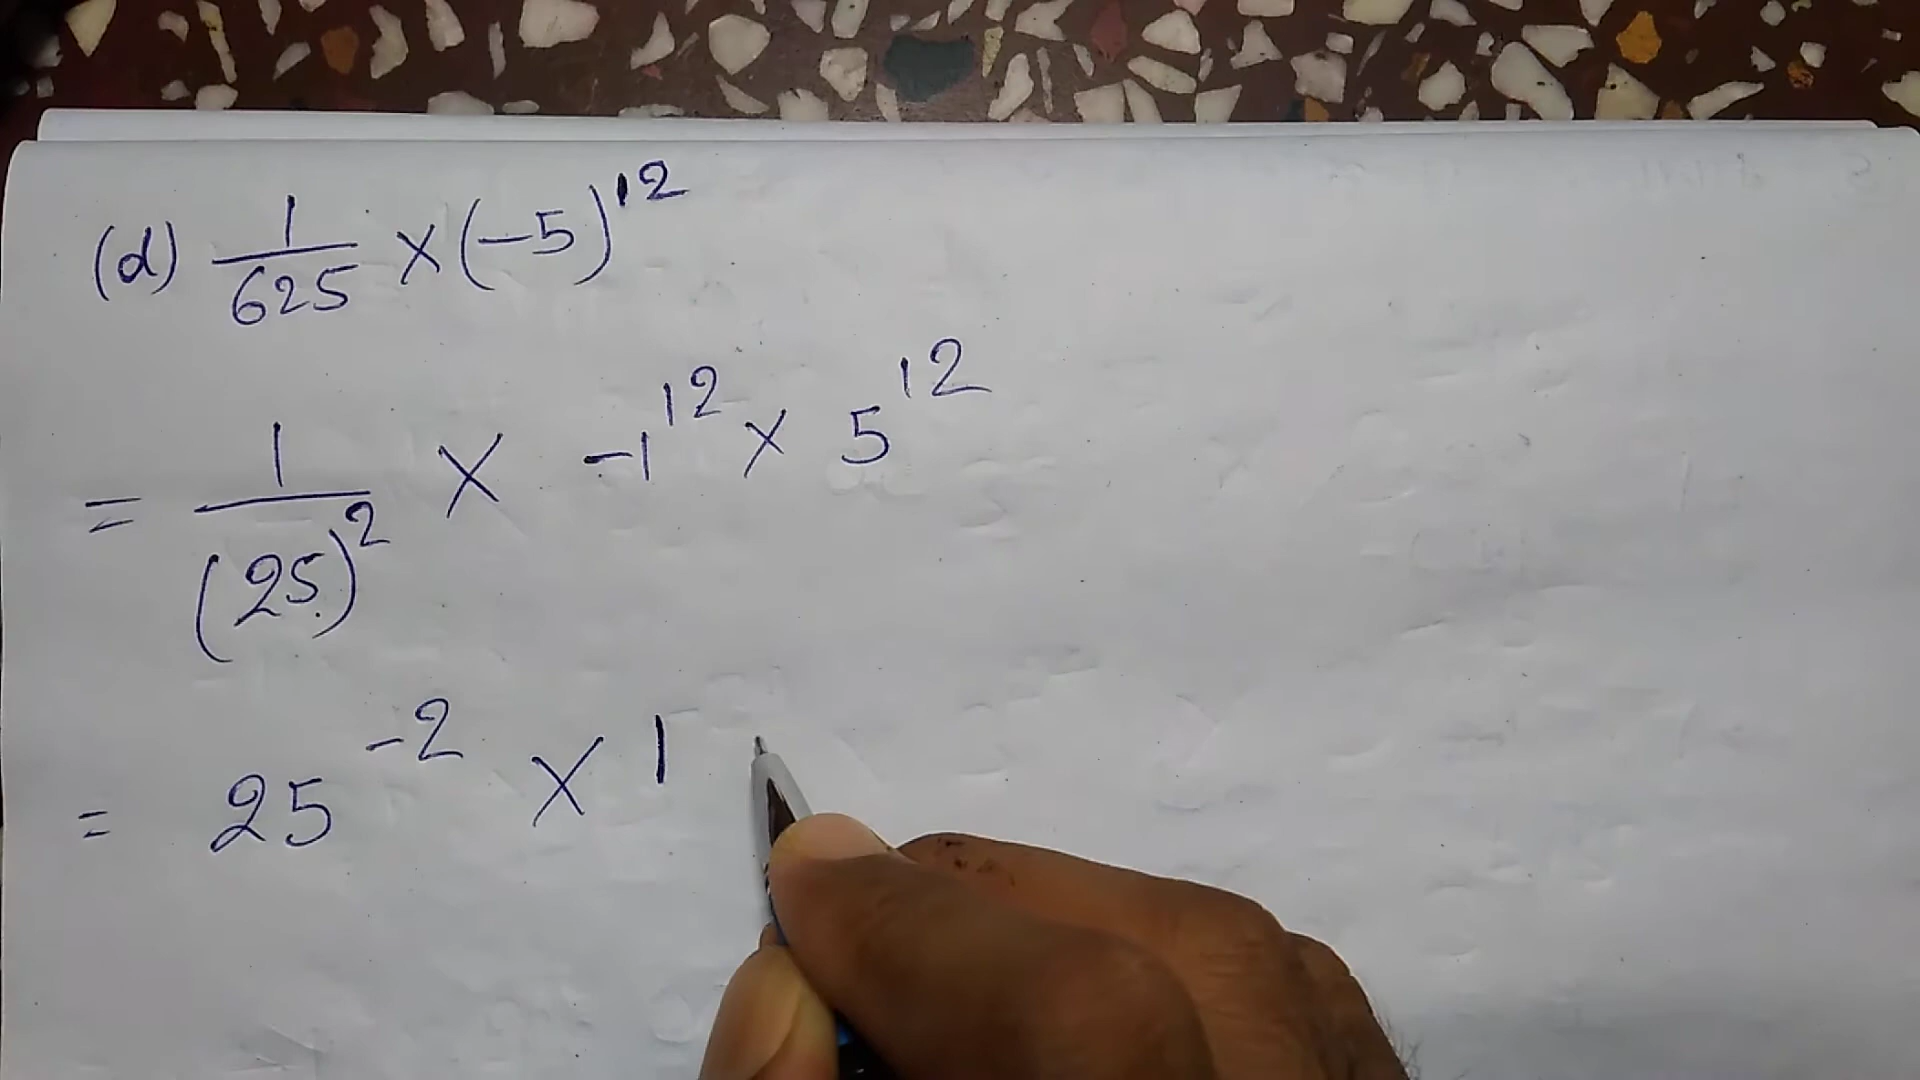 (d) 1/625 × (-5)^12
= 1/(25)^2 × -1^12 × 5^12
= 25^-2 × 1